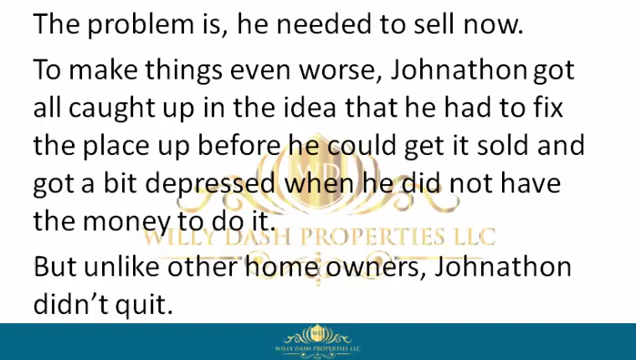 The problem is, he needed to sell now.
To make things even worse, Johnathon got
all caught up in the idea that he had to fix
the place up before he could get it sold and
got a bit depressed when he did not have
the money to do it.
WILLY DASH PROPERTIES LLC
But unlike other home owners, Johnathon
didn’t quit.
WILLY DASH PROPERTIES LLC